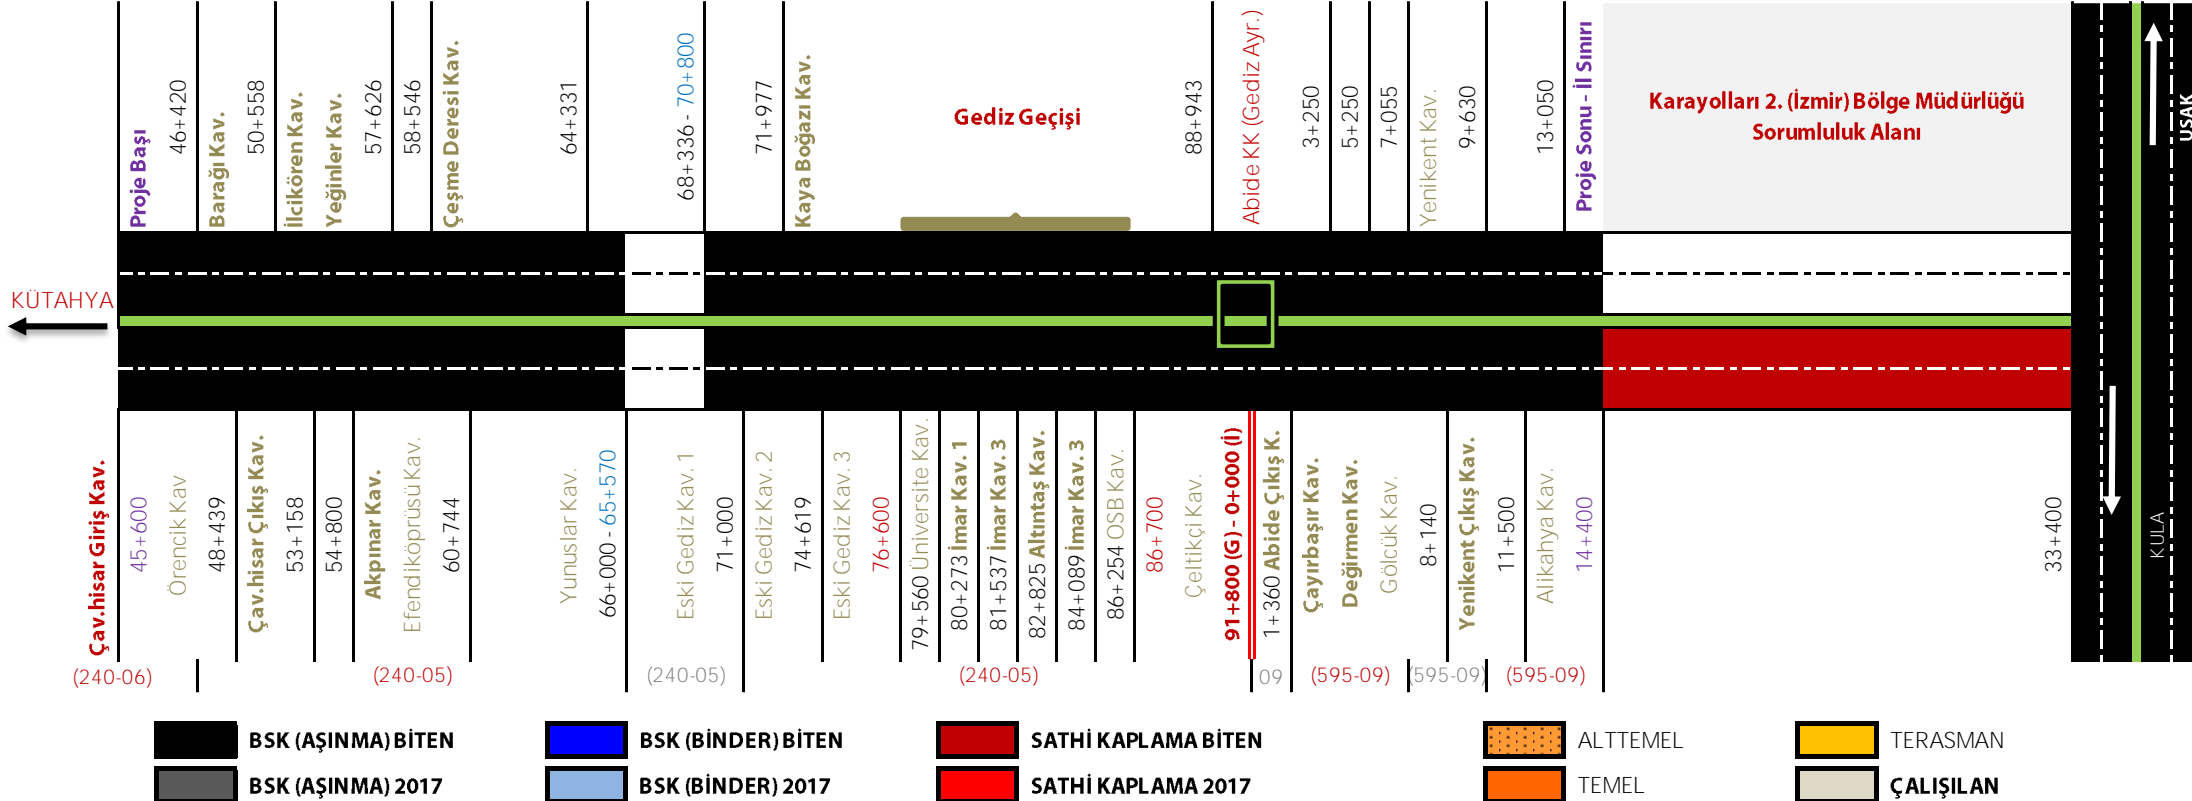 Proje Başı
46+420
Barağı Kav.
50+558
İlcikören Kav.
Yeğinler Kav.
57+626
58+546
Çeşme Deresi Kav.
64+331
68+336 - 70+800
71+977
Kaya Boğazı Kav.
Gediz Geçişi
88+943
Abide KK (Gediz Ayr.)
3+250
5+250
7+055
Yenikent Kav.
9+630
13+050
Proje Sonu - İl Sınırı
Karayolları 2. (İzmir) Bölge Müdürlüğü
Sorumluluk Alanı
UŞAK
KÜTAHYA
Çav.hisar Giriş Kav.
45+600
Örencik Kav
48+439
Çav.hisar Çıkış Kav.
53+158
54+800
Akpınar Kav.
Efendiköprüsü Kav.
60+744
Yunuslar Kav.
66+000 - 65+570
Eski Gediz Kav. 1
71+000
Eski Gediz Kav. 2
74+619
Eski Gediz Kav. 3
76+600
79+560 Üniversite Kav.
80+273 İmar Kav. 1
81+537 İmar Kav. 3
82+825 Altıntaş Kav.
84+089 İmar Kav. 3
86+254 OSB Kav.
86+700
Çeltikçi Kav.
91+800 (G) - 0+000 (İ)
1+360 Abide Çıkış K.
Çayırbaşır Kav.
Değirmen Kav.
Gölcük Kav.
8+140
Yenikent Çıkış Kav.
11+500
Alikahya Kav.
14+400
33+400
KULA
(240-06)
(240-05)
(240-05)
(240-05)
09
(595-09)
(595-09)
(595-09)
BSK (AŞINMA) BİTEN
BSK (BİNDER) BİTEN
SATHİ KAPLAMA BİTEN
ALTTEMEL
TERASMAN
BSK (AŞINMA) 2017
BSK (BİNDER) 2017
SATHİ KAPLAMA 2017
TEMEL
ÇALIŞILAN